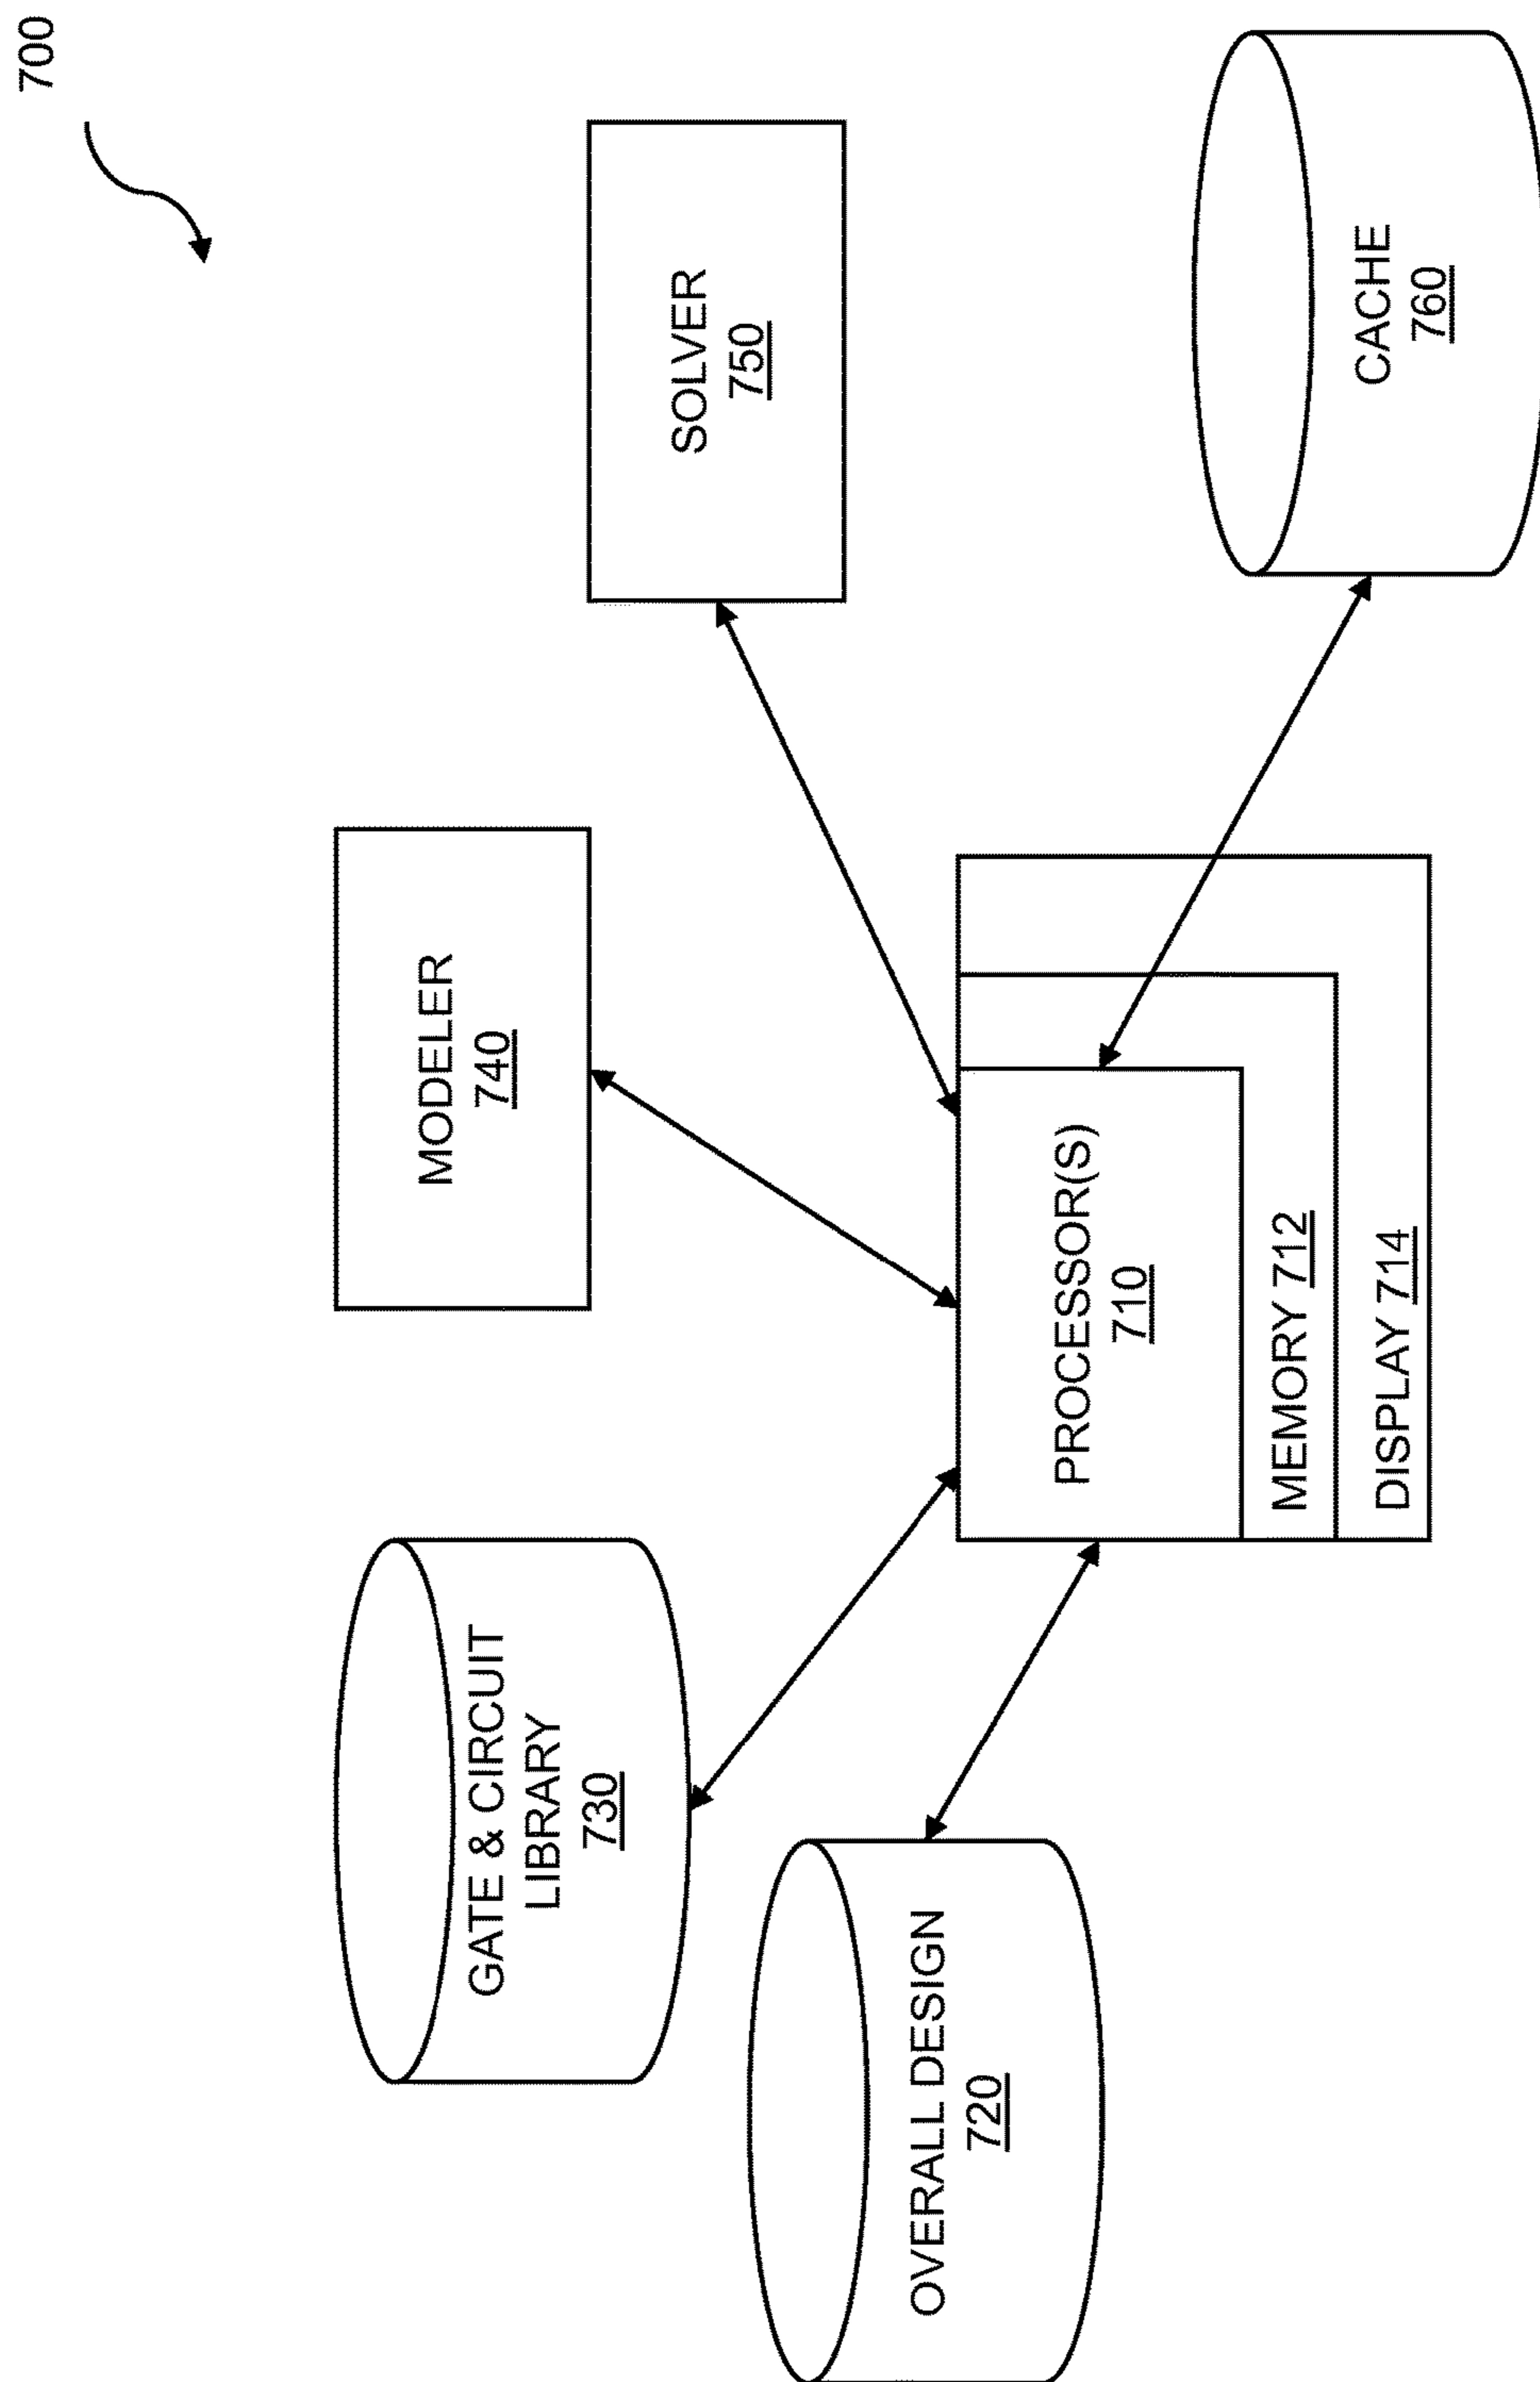 700
GATE & CIRCUIT
LIBRARY
730
MODELER
740
SOLVER
750
OVERALL DESIGN
720
PROCESSOR(S)
710
MEMORY 712
DISPLAY 714
CACHE
760